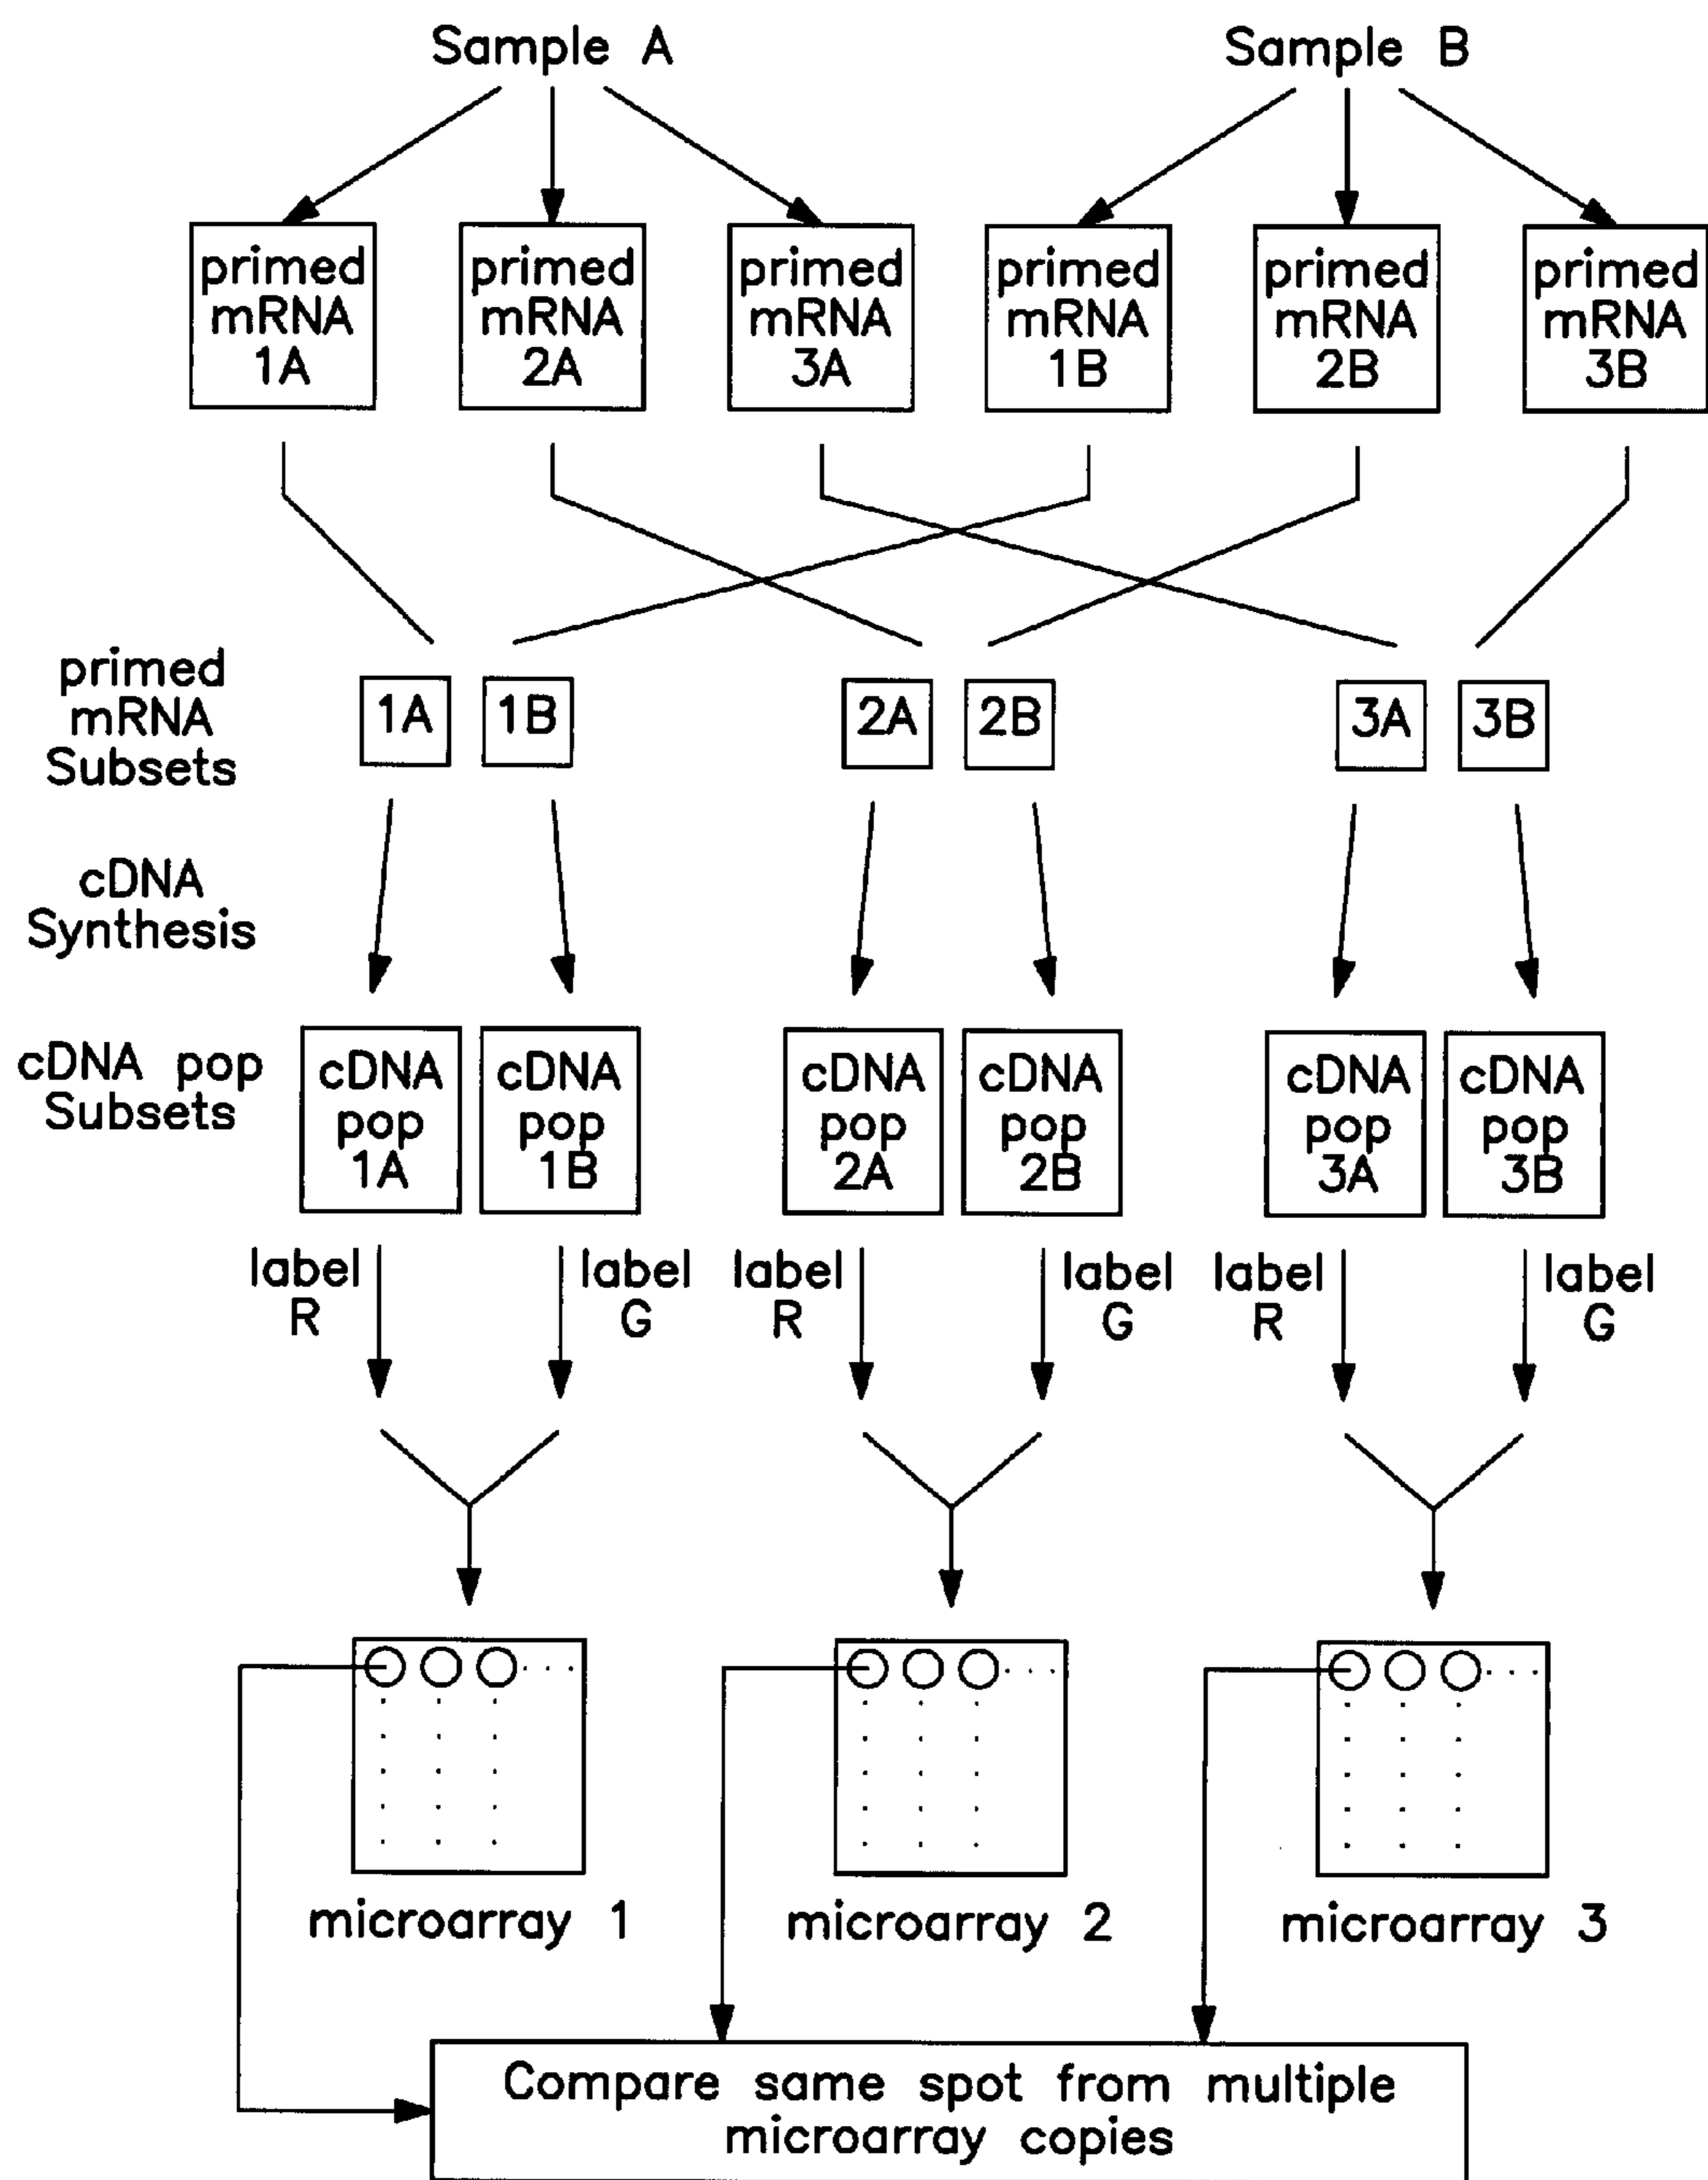 Sample A
Sample B
primed
mRNA
1A
primed
mRNA
2A
primed
mRNA
3A
primed
mRNA
1B
primed
mRNA
2B
primed
mRNA
3B
primed
mRNA
Subsets
1A
1B
2A
2B
3A
3B
cDNA
Synthesis
cDNA pop
Subsets
cDNA
pop
1A
cDNA
pop
1B
cDNA
pop
2A
cDNA
pop
2B
cDNA
pop
3A
cDNA
pop
3B
label
R
label
G
label
R
label
G
label
R
label
G
microarray 1
microarray 2
microarray 3
Compare same spot from multiple
microarray copies